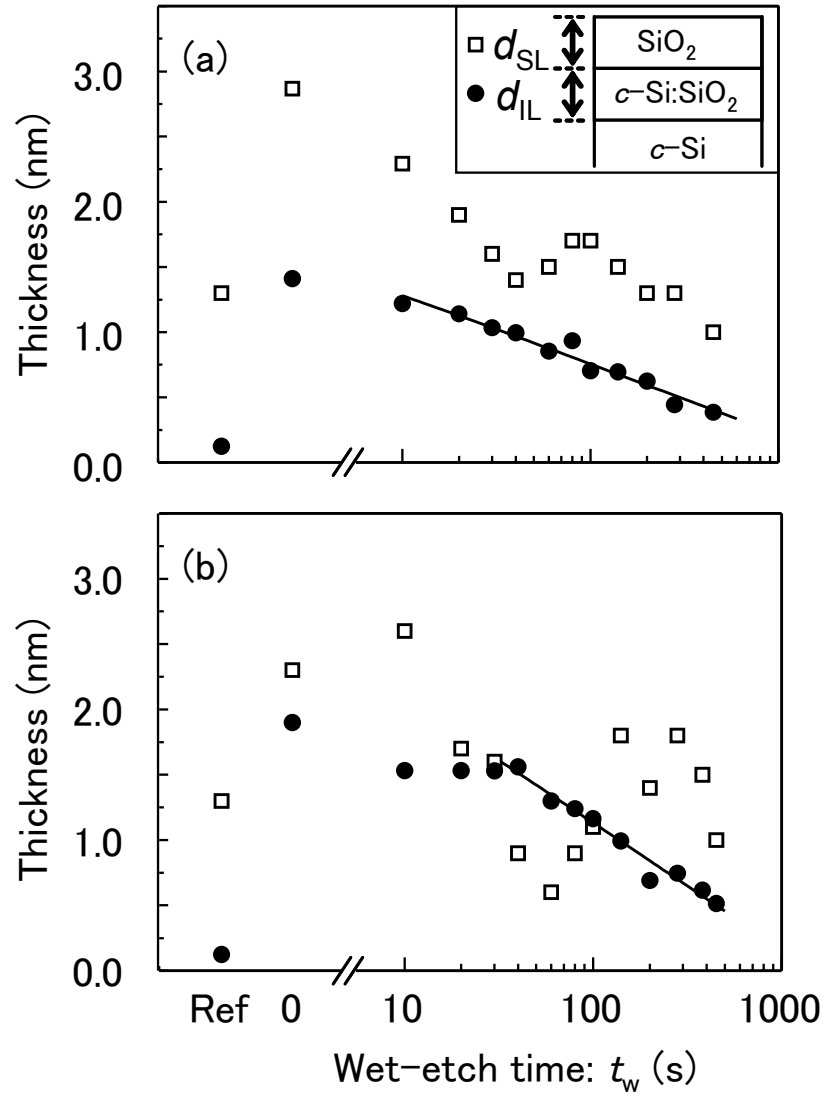 (a)
d_SL
d_IL
SiO₂
c-Si:SiO₂
c-Si
3.0
2.0
1.0
0.0
Thickness (nm)
(b)
3.0
2.0
1.0
0.0
Thickness (nm)
Ref 0 10 100 1000
Wet-etch time: t_w (s)